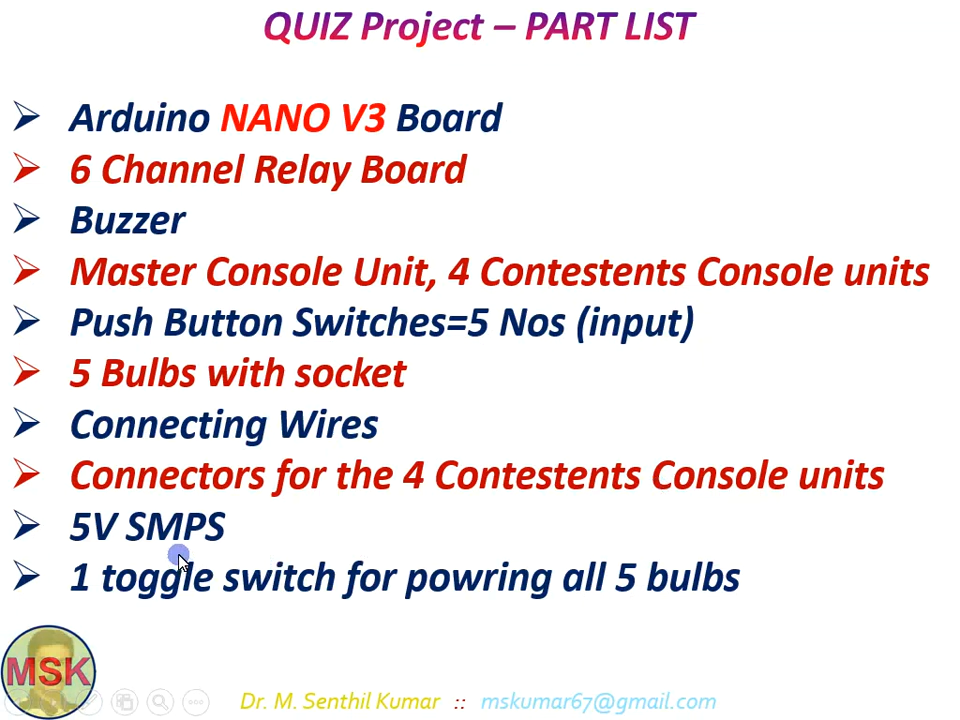 QUIZ Project – PART LIST
Arduino NANO V3 Board
6 Channel Relay Board
Buzzer
Master Console Unit, 4 Contestents Console units
Push Button Switches=5 Nos (input)
5 Bulbs with socket
Connecting Wires
Connectors for the 4 Contestents Console units
5V SMPS
1 toggle switch for powring all 5 bulbs
MSK
Dr. M. Senthil Kumar :: mskumar67@gmail.com